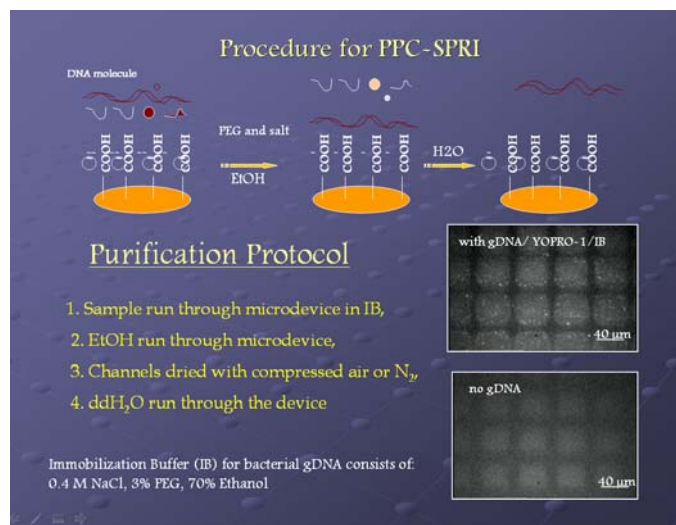 Procedure for PPC-SPRI
DNA molecule
PEG and salt
EtOH
H2O
COOH COOH COOH COOH
COOH COOH COOH COOH
COOH COOH COOH COOH
Purification Protocol
1. Sample run through microdevice in IB,
2. EtOH run through microdevice,
3. Channels dried with compressed air or N₂,
4. ddH₂O run through the device
with gDNA/ YOPRO-1/IB
40 µm
no gDNA
40 µm
Immobilization Buffer (IB) for bacterial gDNA consists of:
0.4 M NaCl, 3% PEG, 70% Ethanol